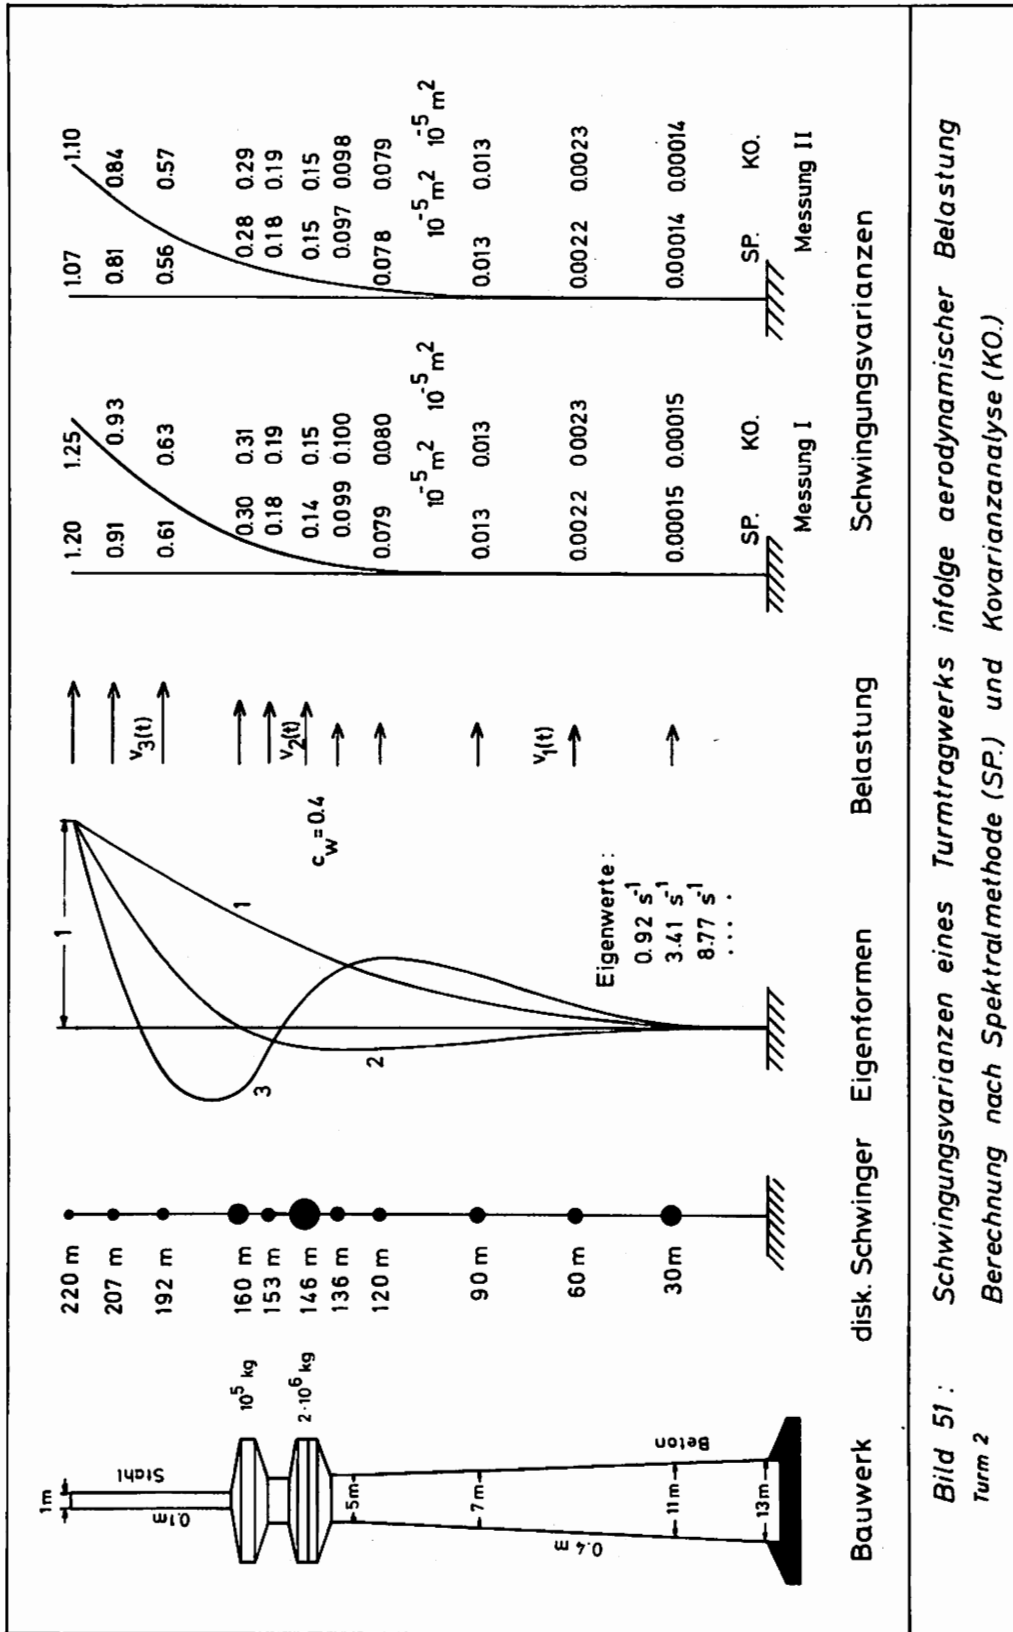 1m
Stahl
0.1m
10⁵ kg
2·10⁶ kg
5m
7m
Beton
0.4m
11m
13m
Bauwerk
220 m
207 m
192 m
160 m
153 m
146 m
136 m
120 m
90 m
60 m
30m
disk. Schwinger
1
1
2
3
Eigenwerte :
0.92 s⁻¹
3.41 s⁻¹
8.77 s⁻¹
. . . .
Eigenformen
v₃(t)
v₂(t)
c_w = 0.4
v₁(t)
Belastung
1.20 1.25
0.91 0.93
0.61 0.63
0.30 0.31
0.18 0.19
0.14 0.15
0.099 0.100
0.079 0.080
10⁻⁵ m² 10⁻⁵ m²
0.013 0.013
0.0022 0.0023
0.00015 0.00015
SP. KO.
Messung I
1.07 1.10
0.81 0.84
0.56 0.57
0.28 0.29
0.18 0.19
0.15 0.15
0.097 0.098
0.078 0.079
10⁻⁵ m² 10⁻⁵ m²
0.013 0.013
0.0022 0.0023
0.00014 0.00014
SP. KO.
Messung II
Schwingungsvarianzen
Bild 51 : Schwingungsvarianzen eines Turmtragwerks infolge aerodynamischer Belastung
Turm 2 Berechnung nach Spektralmethode (SP.) und Kovarianzanalyse (KO.)